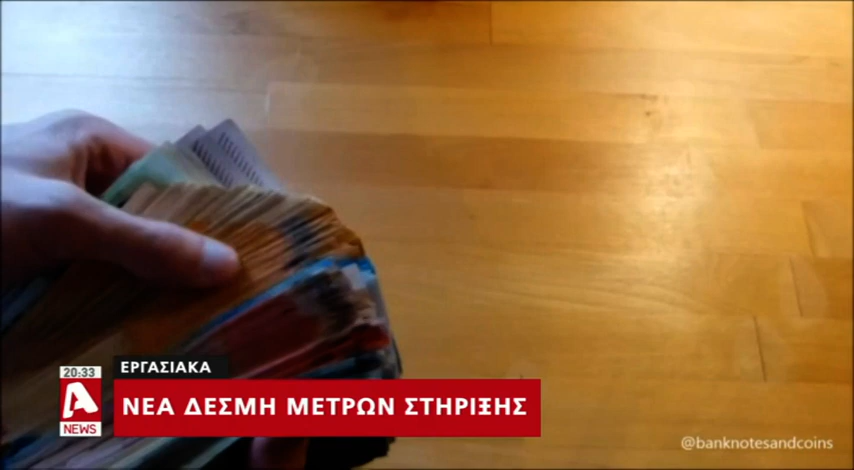 20:33
ΕΡΓΑΣΙΑΚΑ
Α
NEWS
ΝΕΑ ΔΕΣΜΗ ΜΕΤΡΩΝ ΣΤΗΡΙΞΗΣ
@banknotesandcoins